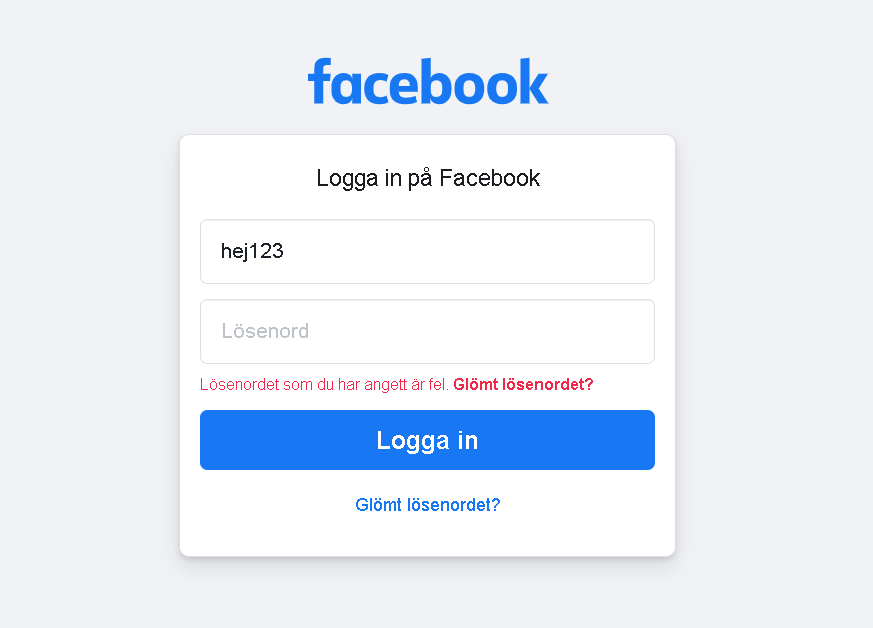 facebook
Logga in på Facebook
hej123
Lösenord
Lösenordet som du har angett är fel. Glömt lösenordet?
Logga in
Glömt lösenordet?